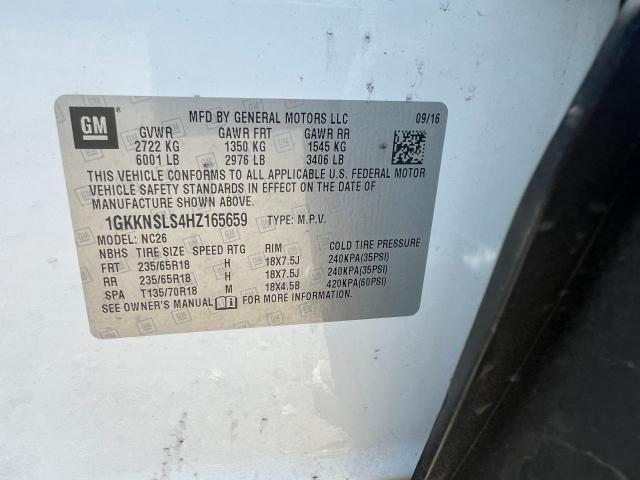 GM
MFD BY GENERAL MOTORS LLC 09/16
GVWR GAWR FRT GAWR RR
2722 KG 1350 KG 1545 KG
6001 LB 2976 LB 3406 LB
THIS VEHICLE CONFORMS TO ALL APPLICABLE U.S. FEDERAL MOTOR
VEHICLE SAFETY STANDARDS IN EFFECT ON THE DATE OF
MANUFACTURE SHOWN ABOVE.
1GKKNSLS4HZ165659 TYPE: M.P.V.
MODEL: NC26
NBHS TIRE SIZE SPEED RTG RIM COLD TIRE PRESSURE
FRT 235/65R18 H 18X7.5J 240KPA(35PSI)
RR 235/65R18 H 18X7.5J 240KPA(35PSI)
SPA T135/70R18 M 18X4.5B 420KPA(60PSI)
SEE OWNER'S MANUAL FOR MORE INFORMATION.